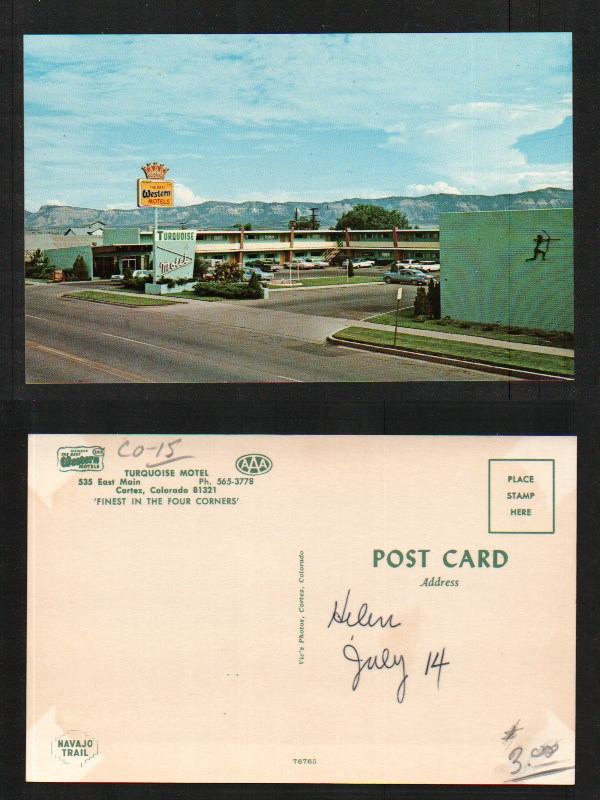 THE BEST
Western
MOTELS
TURQUOISE
Motel
MEMBER
THE BEST
Western
MOTELS
CO-15
AAA
TURQUOISE MOTEL
535 East Main Ph. 565-3778
Cortez, Colorado 81321
'FINEST IN THE FOUR CORNERS'
PLACE
STAMP
HERE
POST CARD
Address
Vic's Photos, Cortez, Colorado
Helen
July 14
NAVAJO
TRAIL
76765
# 3.00